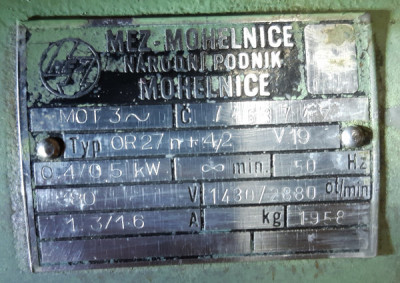 MEZ-MOHELNICE
NÁRODNÍ PODNIK
MOHELNICE
MOT 3~ Č
Typ OR27 4/2 V10
0.4/0.5 kW ∞ min. 50 Hz
V 1430/2880 ot/min
1.3/1.6 A kg 1958